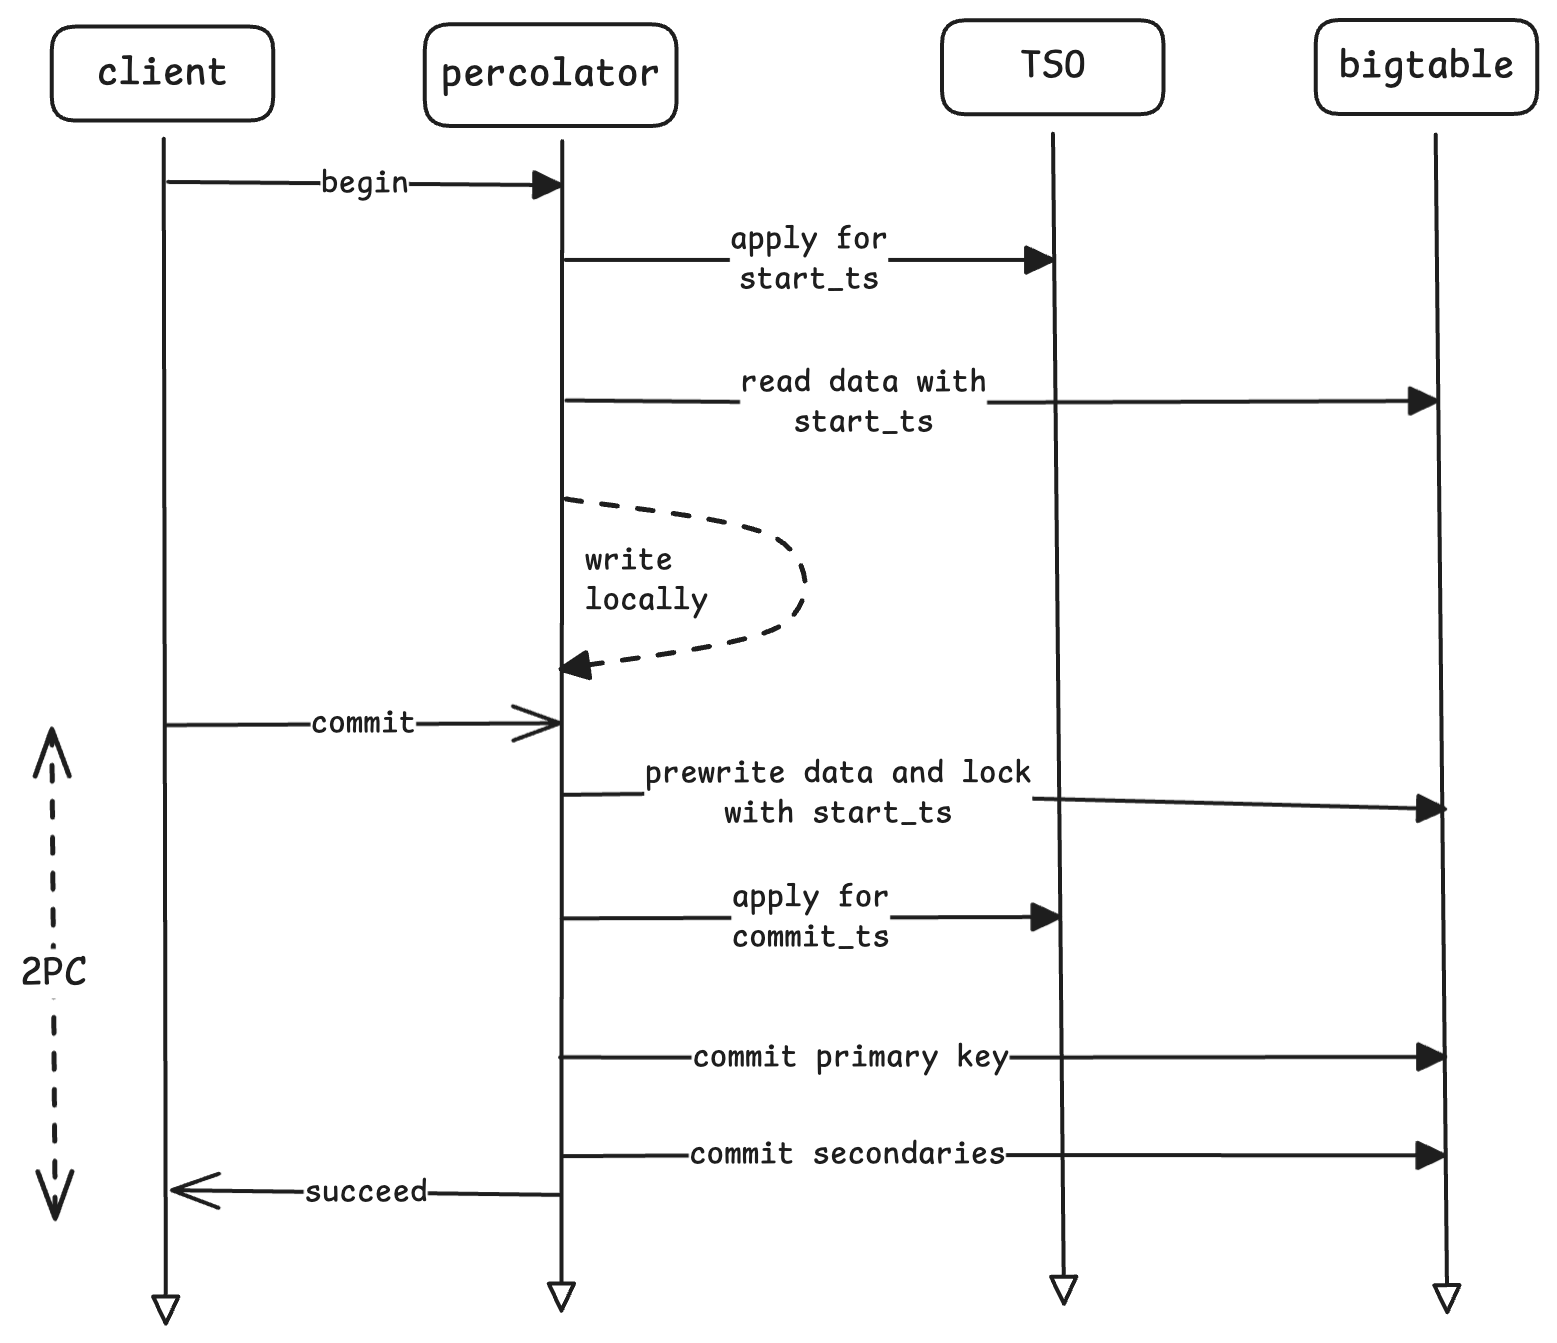 client
percolator
TSO
bigtable
begin
apply for
start_ts
read data with
start_ts
write
locally
commit
prewrite data and lock
with start_ts
apply for
commit_ts
2PC
commit primary key
commit secondaries
succeed